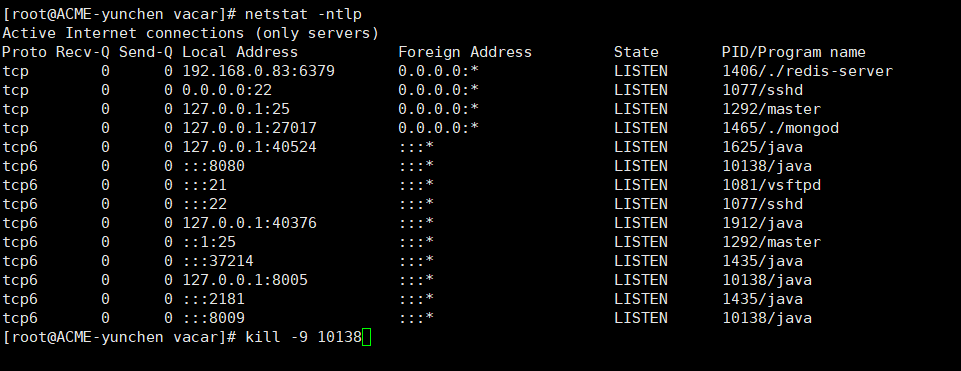 [root@ACME-yunchen vacar]# netstat -ntlp
Active Internet connections (only servers)
Proto Recv-Q Send-Q Local Address           Foreign Address         State       PID/Program name
tcp        0      0 192.168.0.83:6379       0.0.0.0:*               LISTEN      1406/./redis-server
tcp        0      0 0.0.0.0:22              0.0.0.0:*               LISTEN      1077/sshd
tcp        0      0 127.0.0.1:25            0.0.0.0:*               LISTEN      1292/master
tcp        0      0 127.0.0.1:27017         0.0.0.0:*               LISTEN      1465/./mongod
tcp6       0      0 127.0.0.1:40524         :::*                    LISTEN      1625/java
tcp6       0      0 :::8080                 :::*                    LISTEN      10138/java
tcp6       0      0 :::21                   :::*                    LISTEN      1081/vsftpd
tcp6       0      0 :::22                   :::*                    LISTEN      1077/sshd
tcp6       0      0 127.0.0.1:40376         :::*                    LISTEN      1912/java
tcp6       0      0 ::1:25                  :::*                    LISTEN      1292/master
tcp6       0      0 :::37214                :::*                    LISTEN      1435/java
tcp6       0      0 127.0.0.1:8005          :::*                    LISTEN      10138/java
tcp6       0      0 :::2181                 :::*                    LISTEN      1435/java
tcp6       0      0 :::8009                 :::*                    LISTEN      10138/java
[root@ACME-yunchen vacar]# kill -9 10138